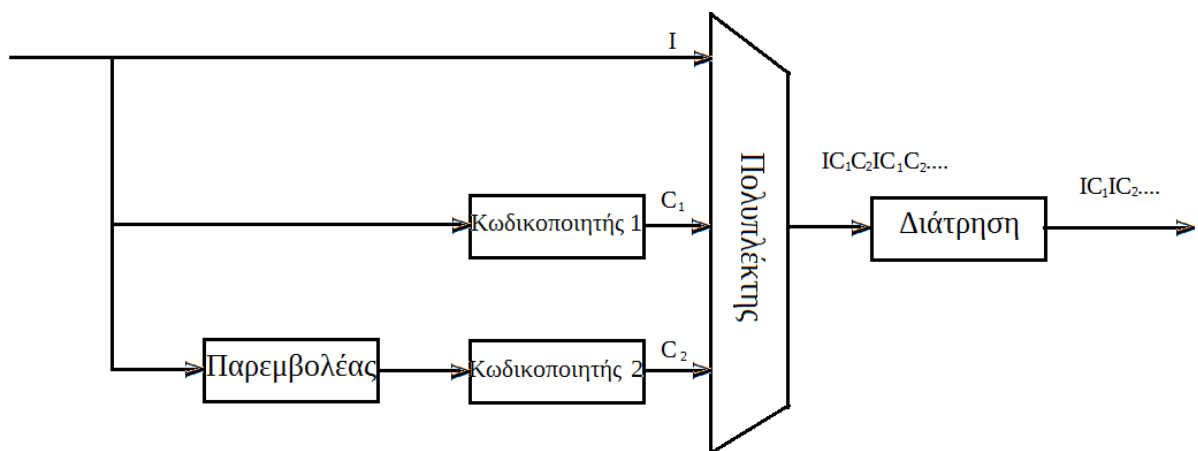 I
C₁
Κωδικοποιητής 1
C₂
Παρεμβολέας
Κωδικοποιητής 2
Πολυπλέκτης
IC₁C₂IC₁C₂....
Διάτρηση
IC₁IC₂....